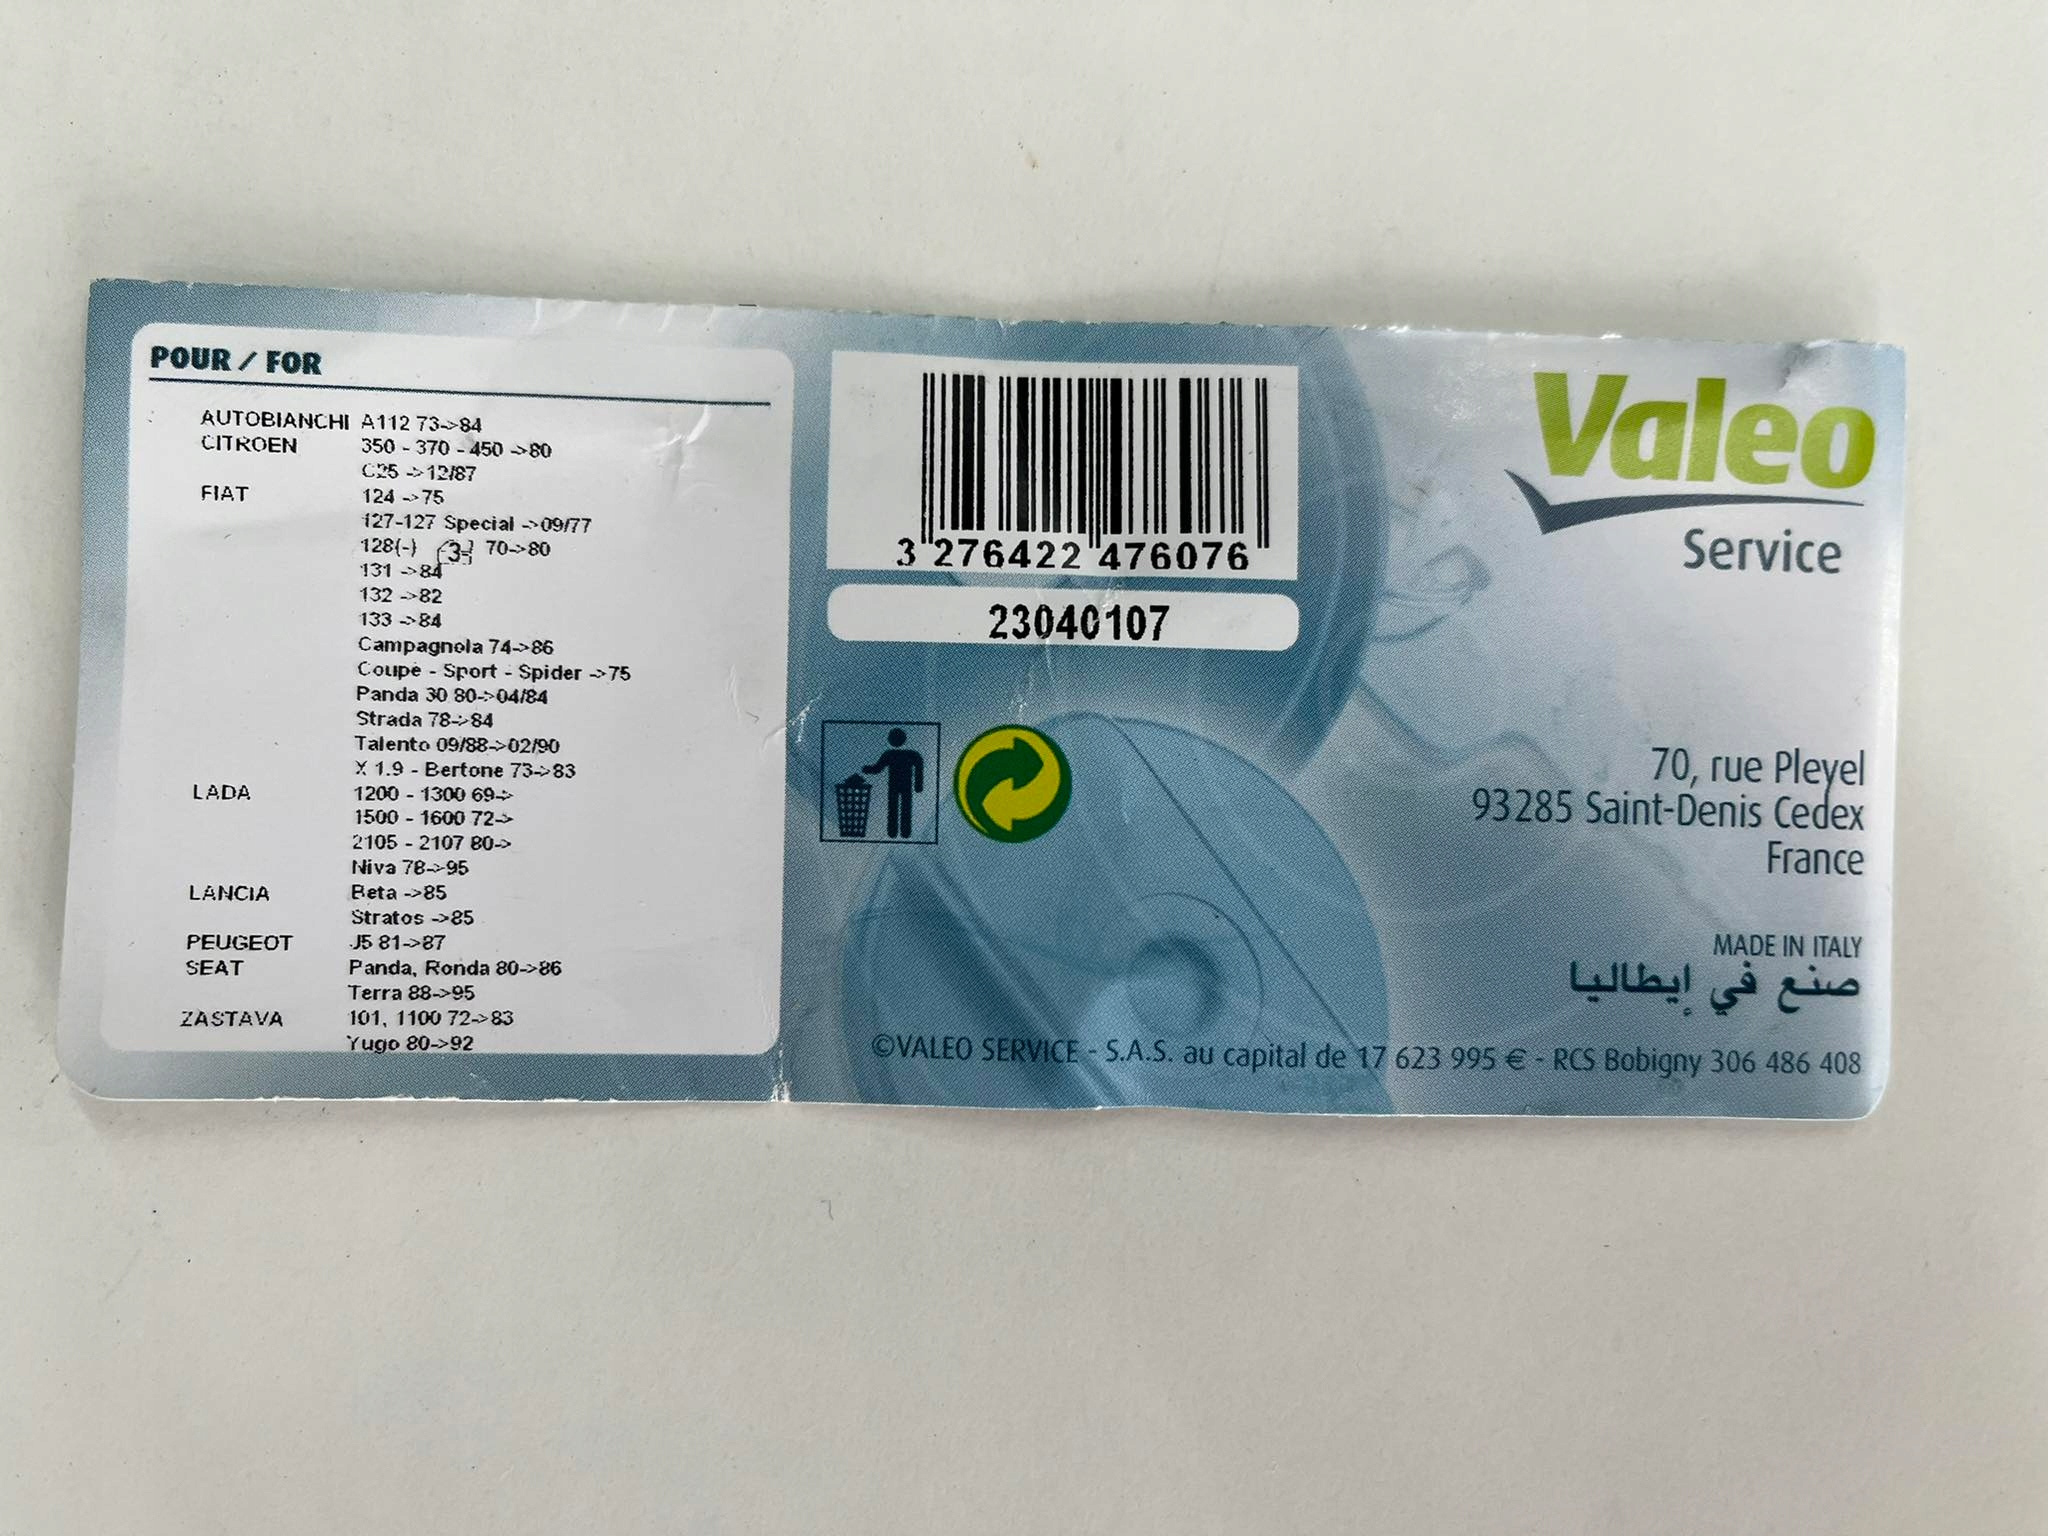 POUR / FOR
AUTOBIANCHI A112 73->84
CITROEN 350 - 370 - 450 ->80
C25 ->12/87
FIAT 124 ->75
127-127 Special ->09/77
128(-) (3-) 70->80
131 ->84
132 ->82
133 ->84
Campagnola 74->86
Coupé - Sport - Spider ->75
Panda 30 80->04/84
Strada 78->84
Talento 09/88->02/90
X 1.9 - Bertone 73->83
LADA 1200 - 1300 69->
1500 - 1600 72->
2105 - 2107 80->
Niva 78->95
LANCIA Beta ->85
Stratos ->85
PEUGEOT J5 81->87
SEAT Panda, Ronda 80->86
Terra 88->95
ZASTAVA 101, 1100 72->83
Yugo 80->92
3 276422 476076
23040107
Valeo
Service
70, rue Pleyel
93285 Saint-Denis Cedex
France
MADE IN ITALY
صنع في إيطاليا
©VALEO SERVICE - S.A.S. au capital de 17 623 995 € - RCS Bobigny 306 486 408